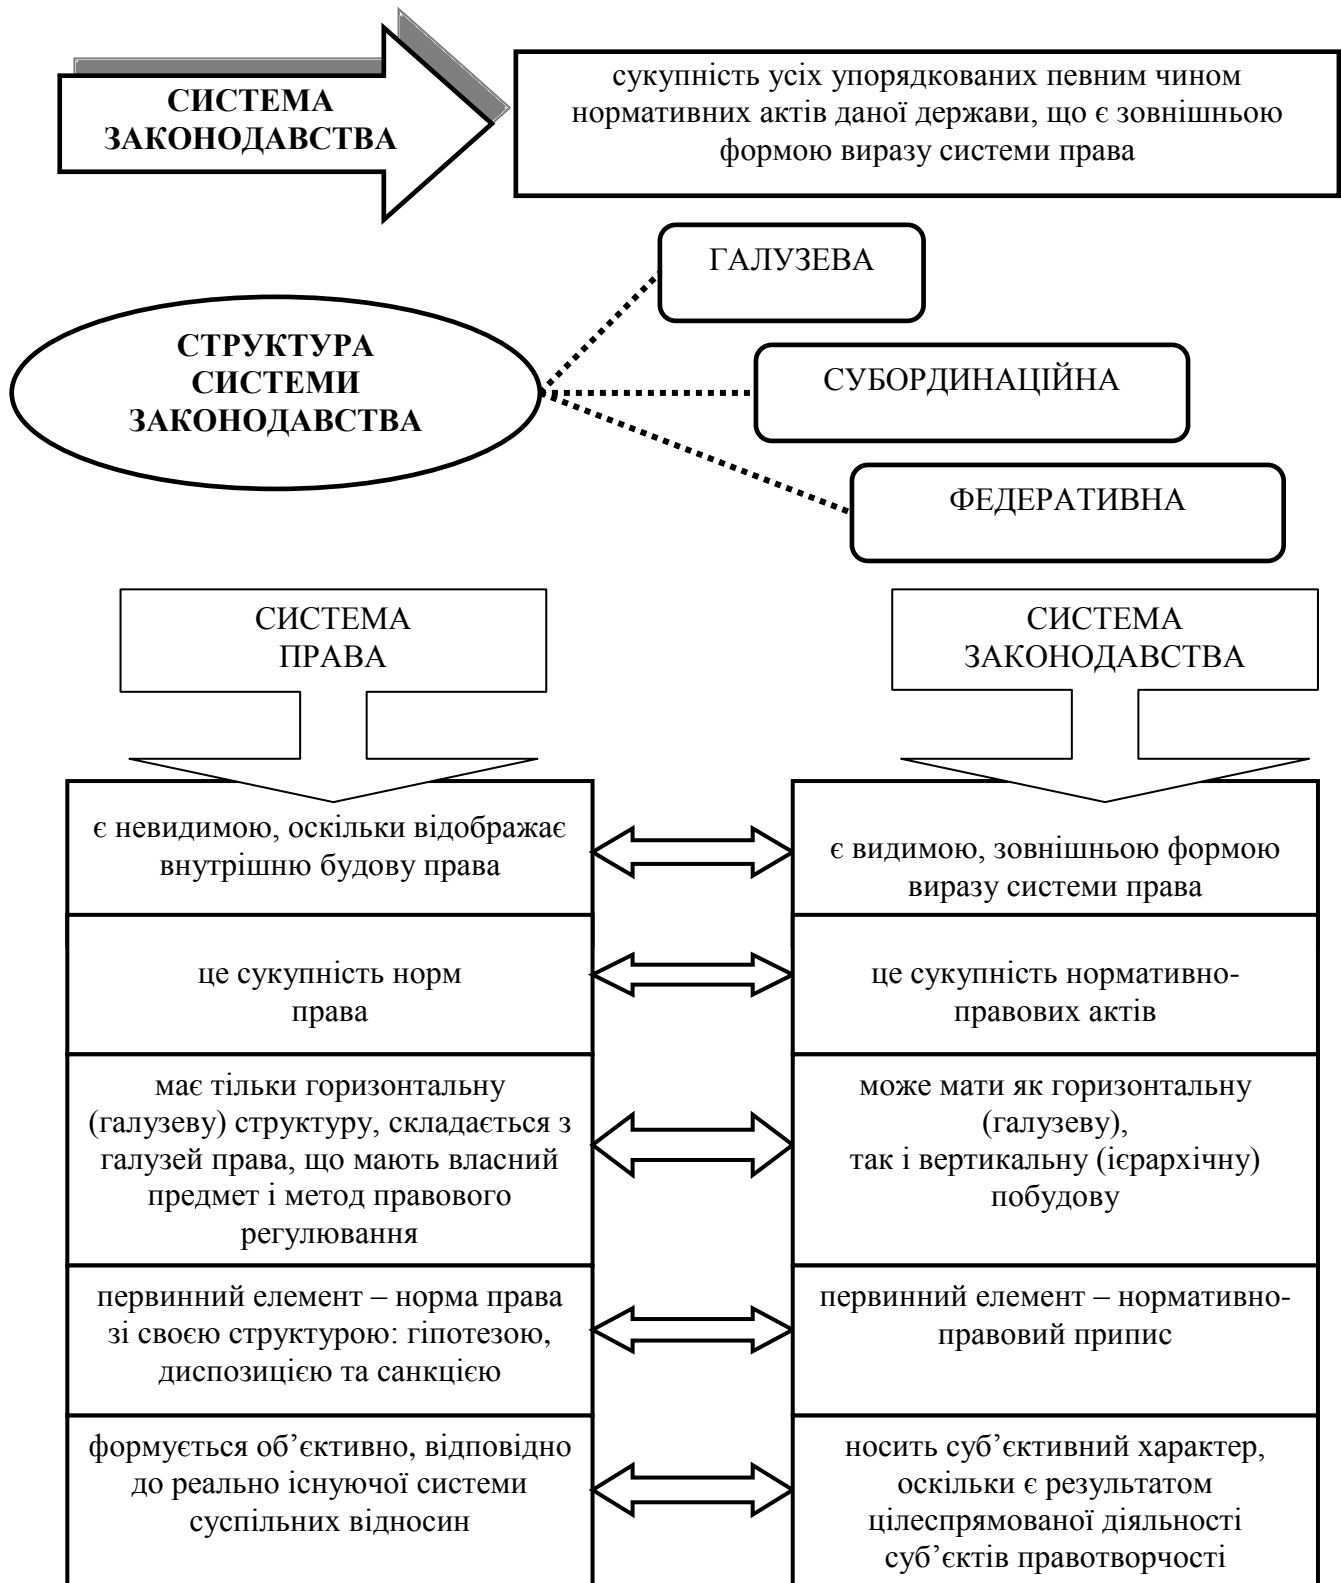 СИСТЕМА
ЗАКОНОДАВСТВА
сукупність усіх упорядкованих певним чином
нормативних актів даної держави, що є зовнішньою
формою виразу системи права
ГАЛУЗЕВА
СТРУКТУРА
СИСТЕМИ
ЗАКОНОДАВСТВА
СУБОРДИНАЦІЙНА
ФЕДЕРАТИВНА
СИСТЕМА
ПРАВА
СИСТЕМА
ЗАКОНОДАВСТВА
є невидимою, оскільки відображає
внутрішню будову права
є видимою, зовнішньою формою
виразу системи права
це сукупність норм
права
це сукупність нормативно-
правових актів
має тільки горизонтальну
(галузеву) структуру, складається з
галузей права, що мають власний
предмет і метод правового
регулювання
може мати як горизонтальну
(галузеву),
так і вертикальну (ієрархічну)
побудову
первинний елемент – норма права
зі своєю структурою: гіпотезою,
диспозицією та санкцією
первинний елемент – нормативно-
правовий припис
формується об’єктивно, відповідно
до реально існуючої системи
суспільних відносин
носить суб’єктивний характер,
оскільки є результатом
цілеспрямованої діяльності
суб’єктів правотворчості